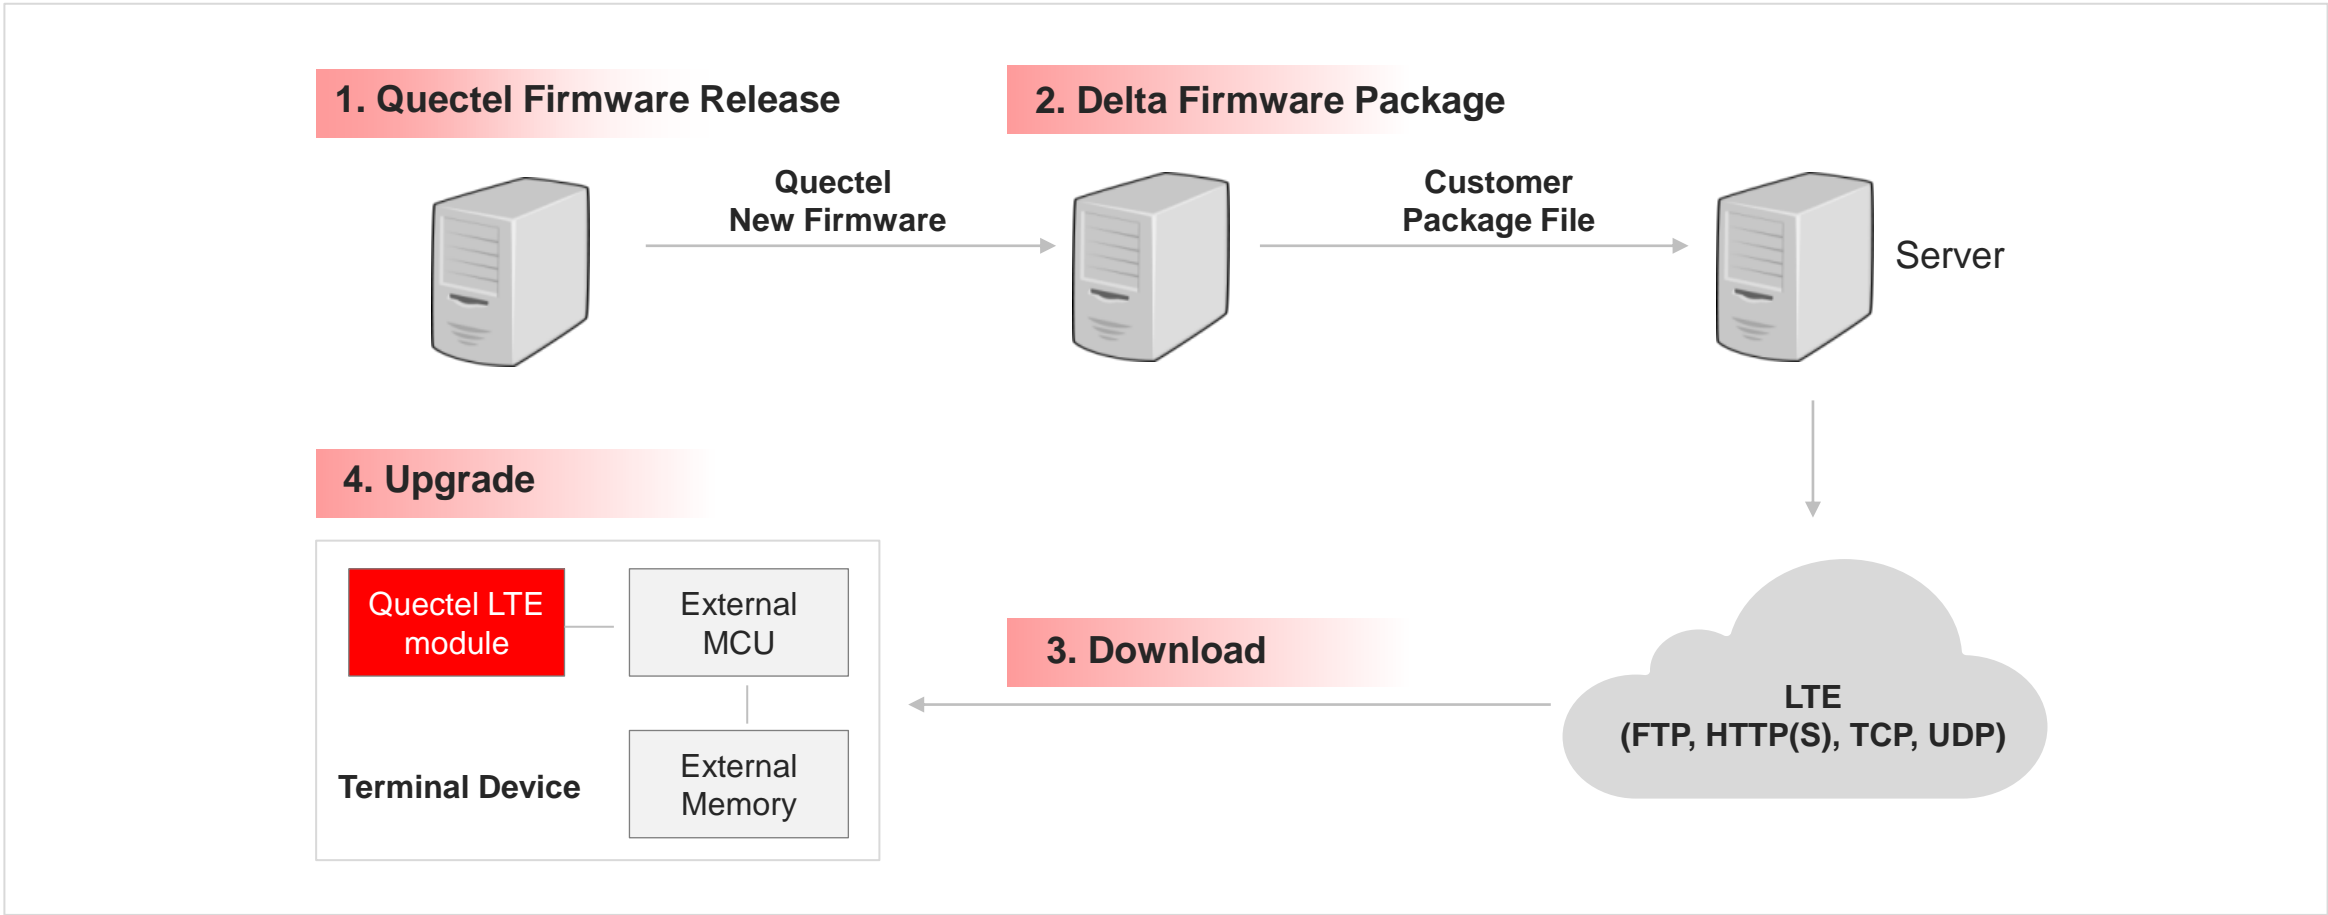 1. Quectel Firmware Release
2. Delta Firmware Package
Quectel
New Firmware
Customer
Package File
Server
4. Upgrade
Quectel LTE
module
External
MCU
External
Memory
Terminal Device
3. Download
LTE
(FTP, HTTP(S), TCP, UDP)